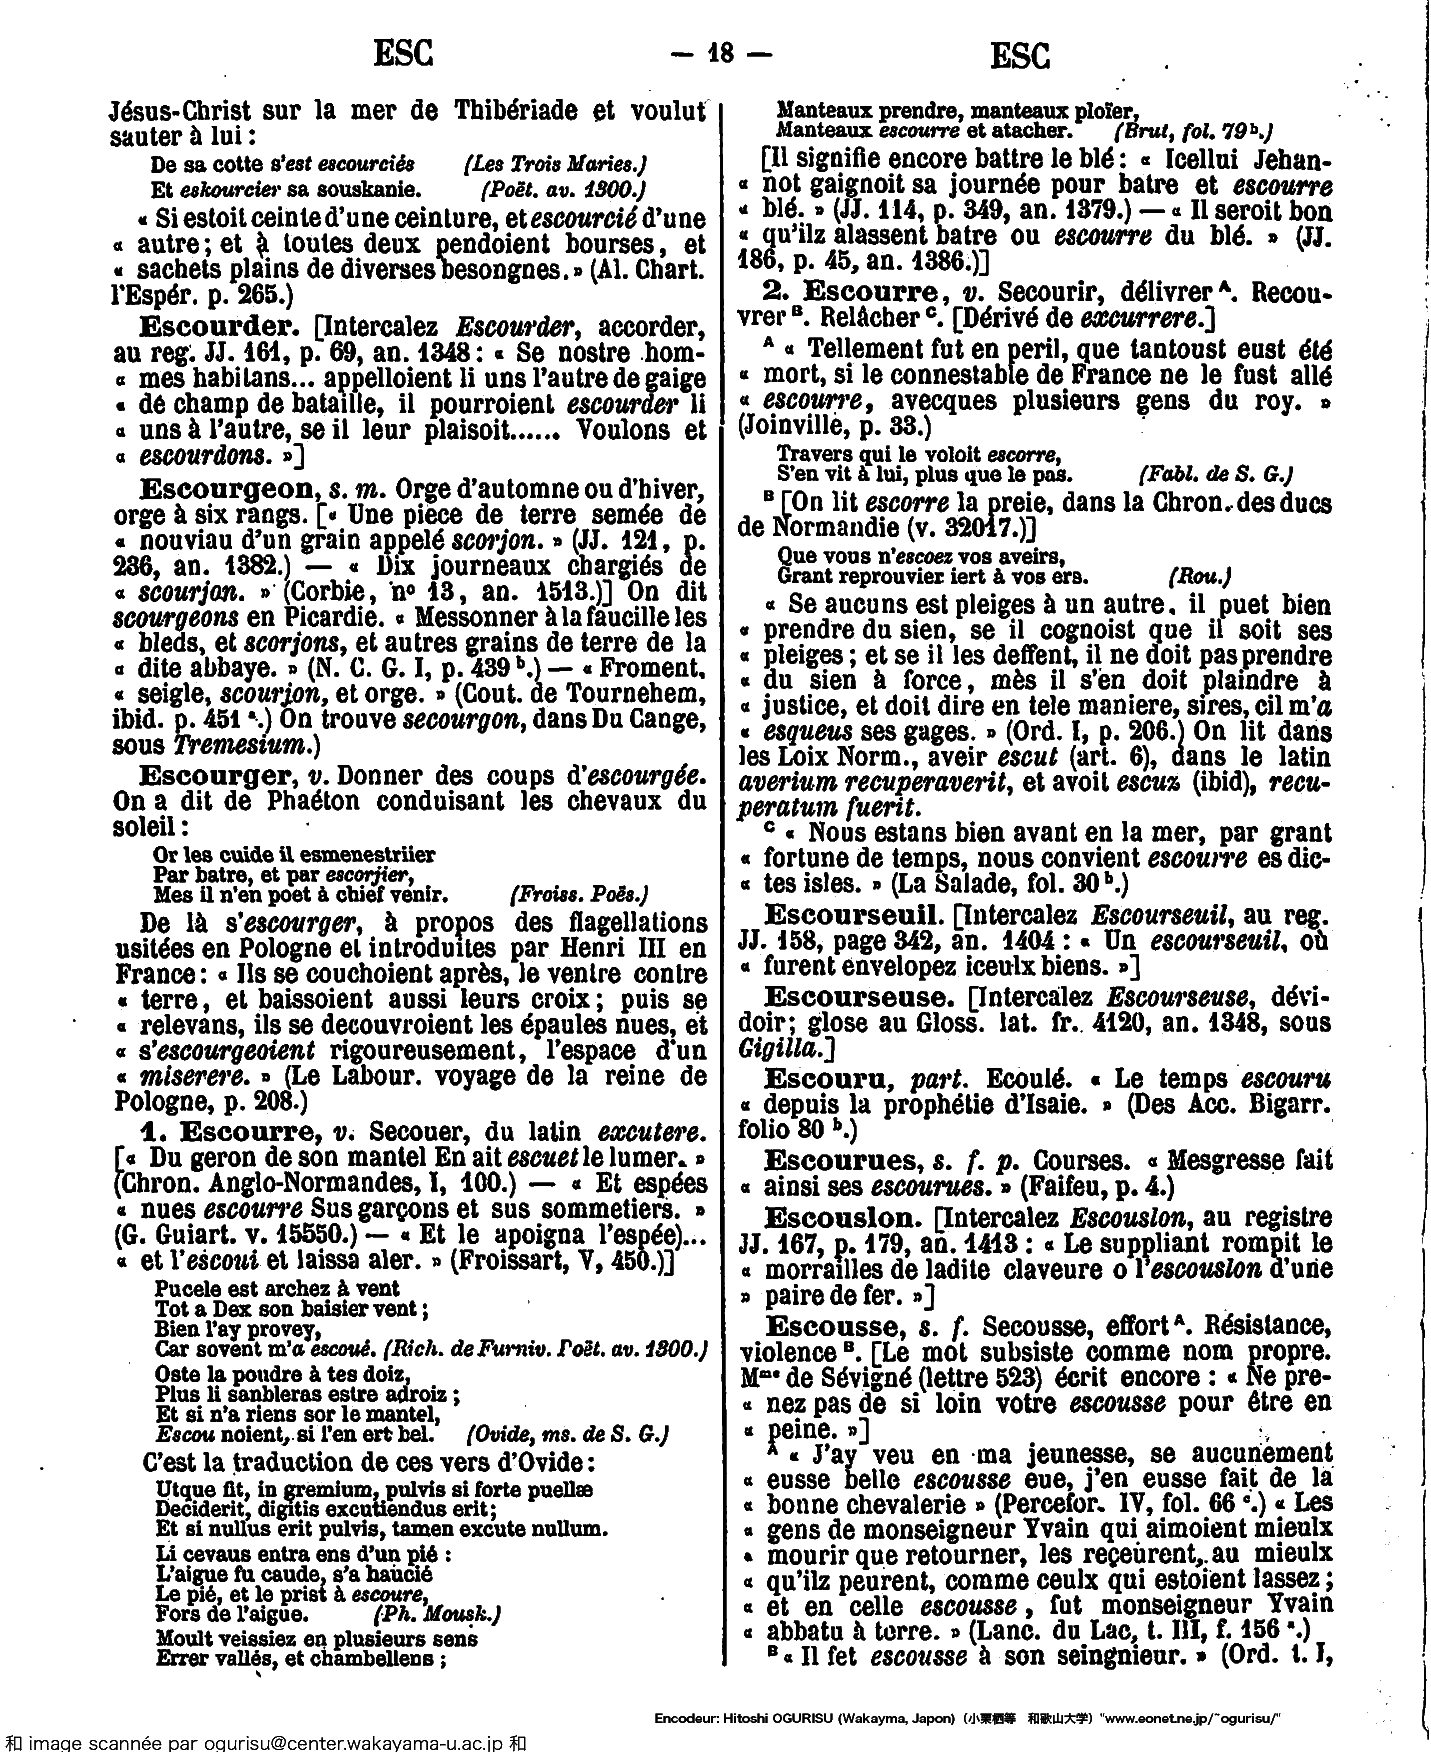 ESC — 18 — ESC
Jésus-Christ sur la mer de Thibériade et voulut
sauter à lui :
De sa cotte s'est escourciés (Les Trois Maries.)
Et eskourcier sa souskanie. (Poët. av. 1300.)
« Si estoit ceinte d'une ceinture, et escourcié d'une
« autre ; et à toutes deux pendoient bourses, et
« sachets plains de diverses besongnes. » (Al. Chart.
l'Espér. p. 265.)
Escourder. [Intercalez Escourder, accorder,
au reg. JJ. 161, p. 69, an. 1348 : « Se nostre hom-
« mes habitans... appelloient li uns l'autre de gaige
« de champ de bataille, il pourroient escourder li
« uns à l'autre, se il leur plaisoit...... Voulons et
« escourdons. »]
Escourgeon, s. m. Orge d'automne ou d'hiver,
orge à six rangs. [« Une piece de terre semée de
« nouviau d'un grain appelé scorjon. » (JJ. 121, p.
236, an. 1382.) — « Dix journeaux chargiés de
« scourjon. » (Corbie, nº 13, an. 1513.)] On dit
scourgeons en Picardie. « Messonner à la faucille les
« bleds, et scorjons, et autres grains de terre de la
« dite abbaye. » (N. C. G. I, p. 439 b.) — « Froment,
« seigle, scourjon, et orge. » (Cout. de Tournehem,
ibid. p. 451 a.) On trouve secourgon, dans Du Cange,
sous Tremesium.)
Escourger, v. Donner des coups d'escourgée.
On a dit de Phaéton conduisant les chevaux du
soleil :
Or les cuide il esmenestriier
Par batre, et par escorjier,
Mes il n'en poet à chief venir. (Froiss. Poës.)
De là s'escourger, à propos des flagellations
usitées en Pologne et introduites par Henri III en
France : « Ils se couchoient après, le ventre contre
« terre, et baissoient aussi leurs croix ; puis se
« relevans, ils se decouvroient les épaules nues, et
« s'escourgeoient rigoureusement, l'espace d'un
« miserere. » (Le Labour. voyage de la reine de
Pologne, p. 208.)
1. Escourre, v. Secouer, du latin excutere.
[« Du geron de son mantel En ait escuet le lumer. »
(Chron. Anglo-Normandes, I, 100.) — « Et espées
« nues escourre Sus garçons et sus sommetiers. »
(G. Guiart. v. 15550.) — « Et le apoigna l'espée)...
« et l'escoui et laissa aler. » (Froissart, V, 450.)]
Pucele est archez à vent
Tot a Dex son baisier vent ;
Bien l'ay provey,
Car sovent m'a escoué. (Rich. de Furniv. Poët. av. 1300.)
Oste la poudre à tes doiz,
Plus li sanbleras estre adroiz ;
Et si n'a riens sor le mantel,
Escou noient, si l'en ert bel. (Ovide, ms. de S. G.)
C'est la traduction de ces vers d'Ovide :
Utque fit, in gremium, pulvis si forte puellæ
Deciderit, digitis excutiendus erit;
Et si nullus erit pulvis, tamen excute nullum.
Li cevaus entra ens d'un pié :
L'aigue fu caude, s'a haucié
Le pié, et le prist à escoure,
Fors de l'aigue. (Ph. Mousk.)
Moult veissiez en plusieurs sens
Errer vallés, et chambellens ;
Manteaux prendre, manteaux ploïer,
Manteaux escourre et atacher. (Brut, fol. 79 b.)
[Il signifie encore battre le blé : « Icellui Jehan-
« not gaignoit sa journée pour batre et escourre
« blé. » (JJ. 114, p. 349, an. 1379.) — « Il seroit bon
« qu'ilz alassent batre ou escourre du blé. » (JJ.
186, p. 45, an. 1386.)]
2. Escourre, v. Secourir, délivrer A. Recou-
vrer B. Relâcher C. [Dérivé de excurrere.]
A « Tellement fut en peril, que tantoust eust été
« mort, si le connestable de France ne le fust allé
« escourre, avecques plusieurs gens du roy. »
(Joinville, p. 33.)
Travers qui le voloit escorre,
S'en vit à lui, plus que le pas. (Fabl. de S. G.)
B [On lit escorre la preie, dans la Chron. des ducs
de Normandie (v. 32017.)]
Que vous n'escoez vos aveirs,
Grant reprouvier iert à vos ers. (Rou.)
« Se aucuns est pleiges à un autre, il puet bien
« prendre du sien, se il cognoist que il soit ses
« pleiges ; et se il les deffent, il ne doit pas prendre
« du sien à force, mès il s'en doit plaindre à
« justice, et doit dire en tele maniere, sires, cil m'a
« esqueus ses gages. » (Ord. I, p. 206.) On lit dans
les Loix Norm., aveir escut (art. 6), dans le latin
averium recuperaverit, et avoit escuz (ibid), recu-
peratum fuerit.
C « Nous estans bien avant en la mer, par grant
« fortune de temps, nous convient escourre es dic-
« tes isles. » (La Salade, fol. 30 b.)
Escourseuil. [Intercalez Escourseuil, au reg.
JJ. 158, page 342, an. 1404 : « Un escourseuil, où
« furent envelopez iceulx biens. »]
Escourseuse. [Intercalez Escourseuse, dévi-
doir ; glose au Gloss. lat. fr. 4120, an. 1348, sous
Gigilla.]
Escouru, part. Ecoulé. « Le temps escouru
« depuis la prophétie d'Isaie. » (Des Acc. Bigarr.
folio 80 b.)
Escourues, s. f. p. Courses. « Mesgresse fait
« ainsi ses escourues. » (Faifeu, p. 4.)
Escouslon. [Intercalez Escouslon, au registre
JJ. 167, p. 179, an. 1413 : « Le suppliant rompit le
« morrailles de ladite claveure o l'escouslon d'une
» paire de fer. »]
Escousse, s. f. Secousse, effort A. Résistance,
violence B. [Le mot subsiste comme nom propre.
Mme de Sévigné (lettre 523) écrit encore : « Ne pre-
« nez pas de si loin votre escousse pour être en
« peine. »]
A « J'ay veu en ma jeunesse, se aucunement
« eusse belle escousse eue, j'en eusse fait de la
« bonne chevalerie » (Percefor. IV, fol. 66 c.) « Les
« gens de monseigneur Yvain qui aimoient mieulx
« mourir que retourner, les reçeurent, au mieulx
« qu'ilz peurent, comme ceulx qui estoient lassez ;
« et en celle escousse, fut monseigneur Yvain
« abbatu à terre. » (Lanc. du Lac, t. III, f. 156 a.)
B « Il fet escousse à son seingnieur. » (Ord. t. I,
Encodeur: Hitoshi OGURISU (Wakayma, Japon) (小栗栖等 和歌山大学) "www.eonet.ne.jp/~ogurisu/"
和 image scannée par ogurisu@center.wakayama-u.ac.jp 和